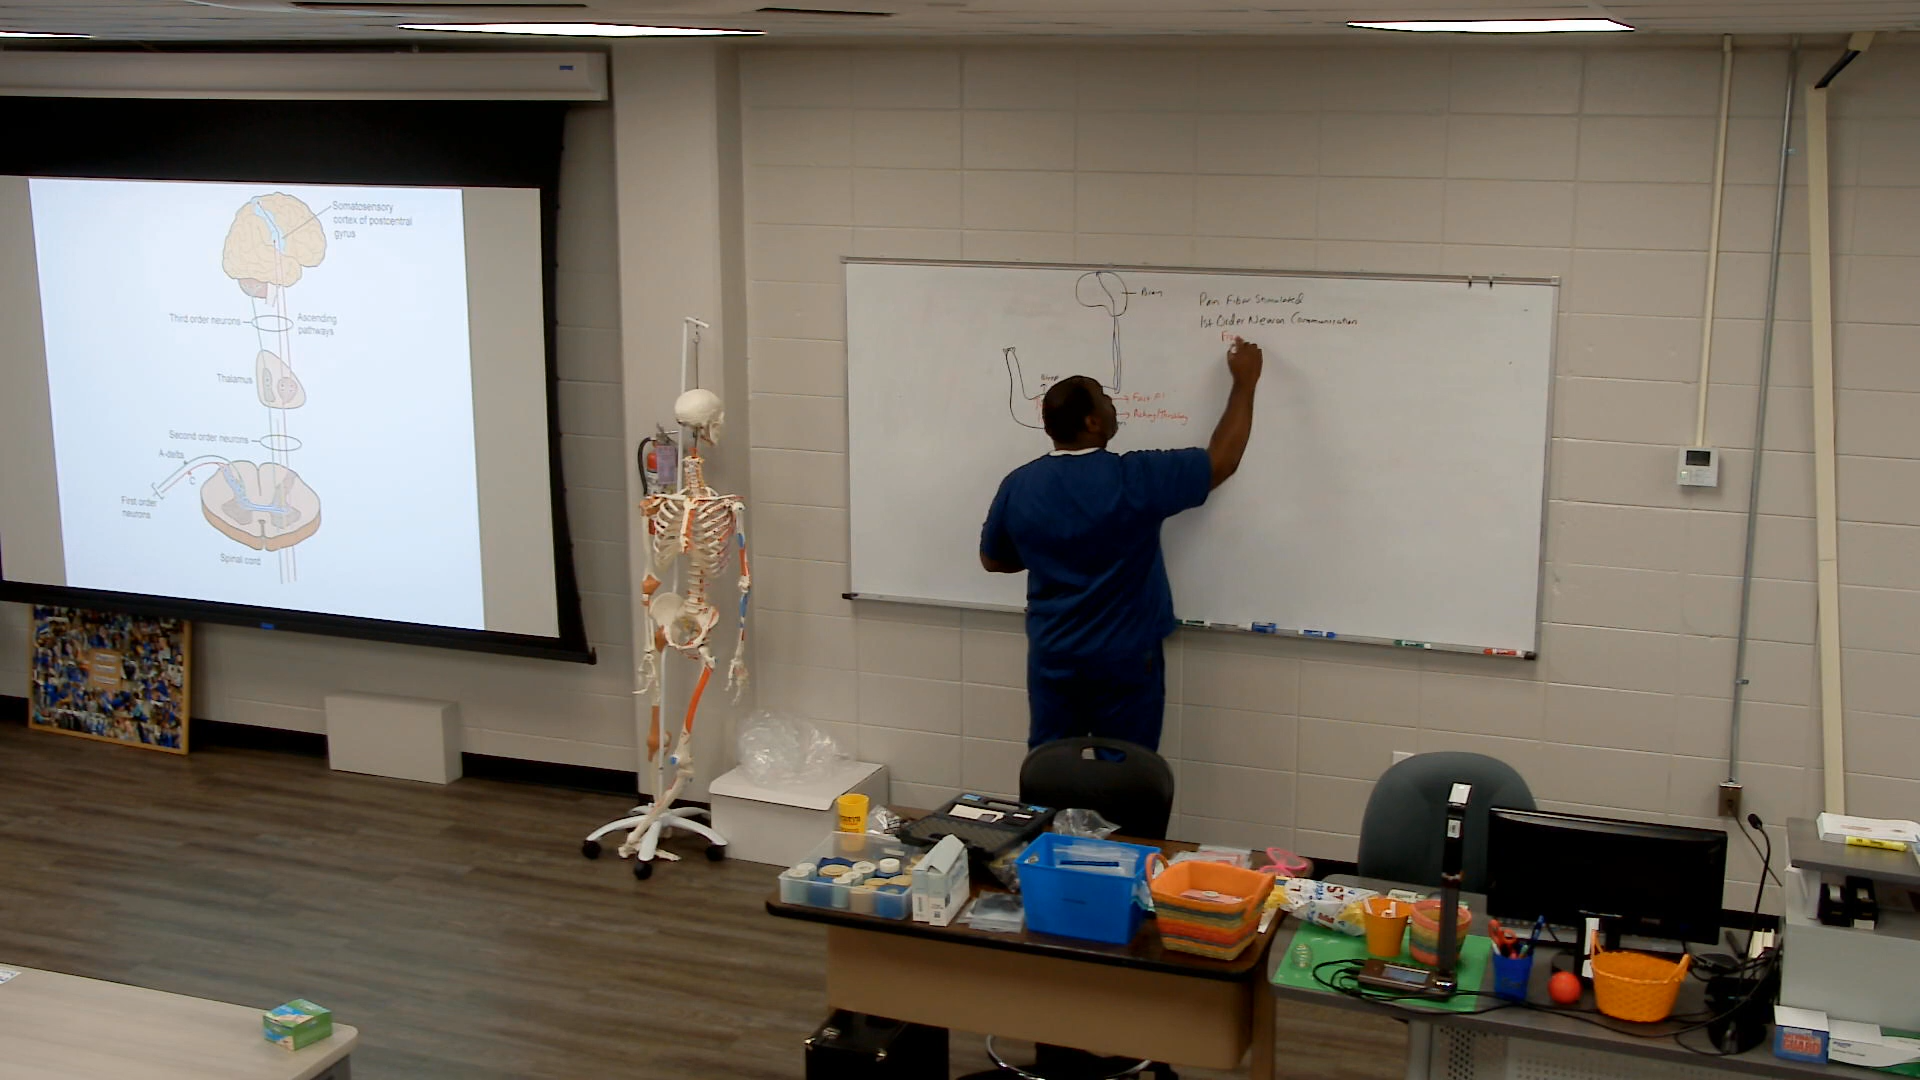 Somatosensory
cortex of postcentral
gyrus
Third order neurons
Ascending
pathways
Thalamus
Second order neurons
A-delta
C
First order
neurons
Spinal cord
Brain
Pain Fiber Stimulated
1st Order Neuron Communication
Bicep
Fast
Aching/Throbbing